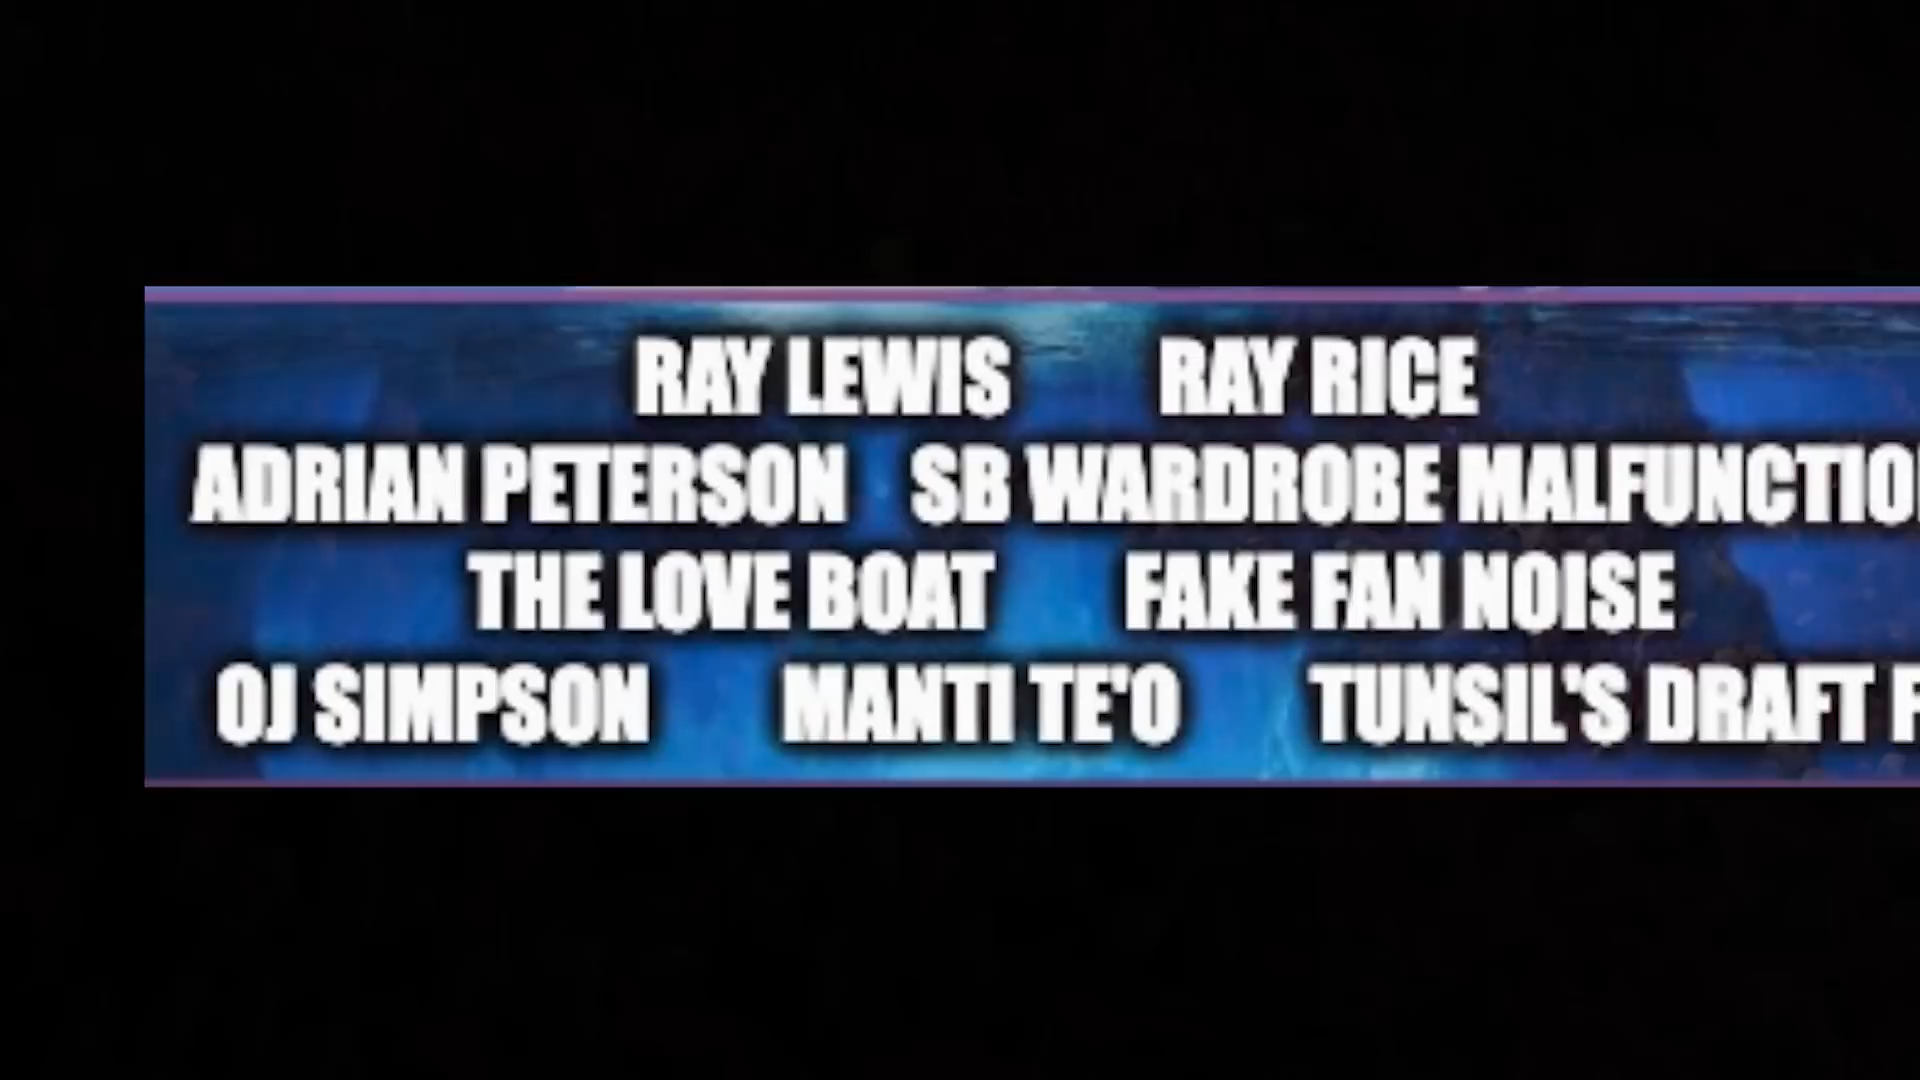 RAY LEWIS RAY RICE
ADRIAN PETERSON SB WARDROBE
THE LOVE BOAT FAKE FAN NOISE
OJ SIMPSON MANTI TE'O TUNSIL'S DRAFT